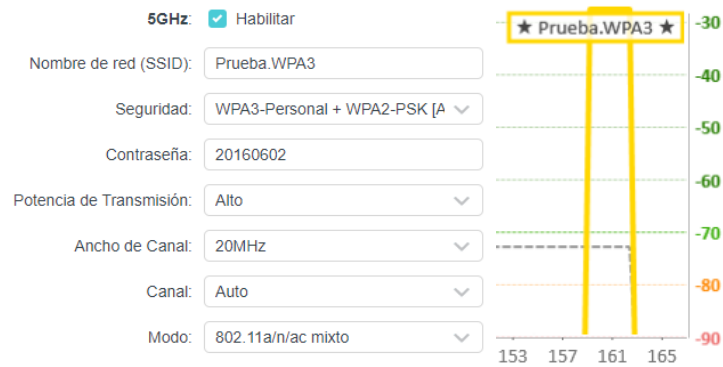 5GHz: Habilitar
Nombre de red (SSID): Prueba.WPA3
Seguridad: WPA3-Personal + WPA2-PSK [A
Contraseña: 20160602
Potencia de Transmisión: Alto
Ancho de Canal: 20MHz
Canal: Auto
Modo: 802.11a/n/ac mixto
★ Prueba.WPA3 ★
-30
-40
-50
-60
-70
-80
-90
153 157 161 165